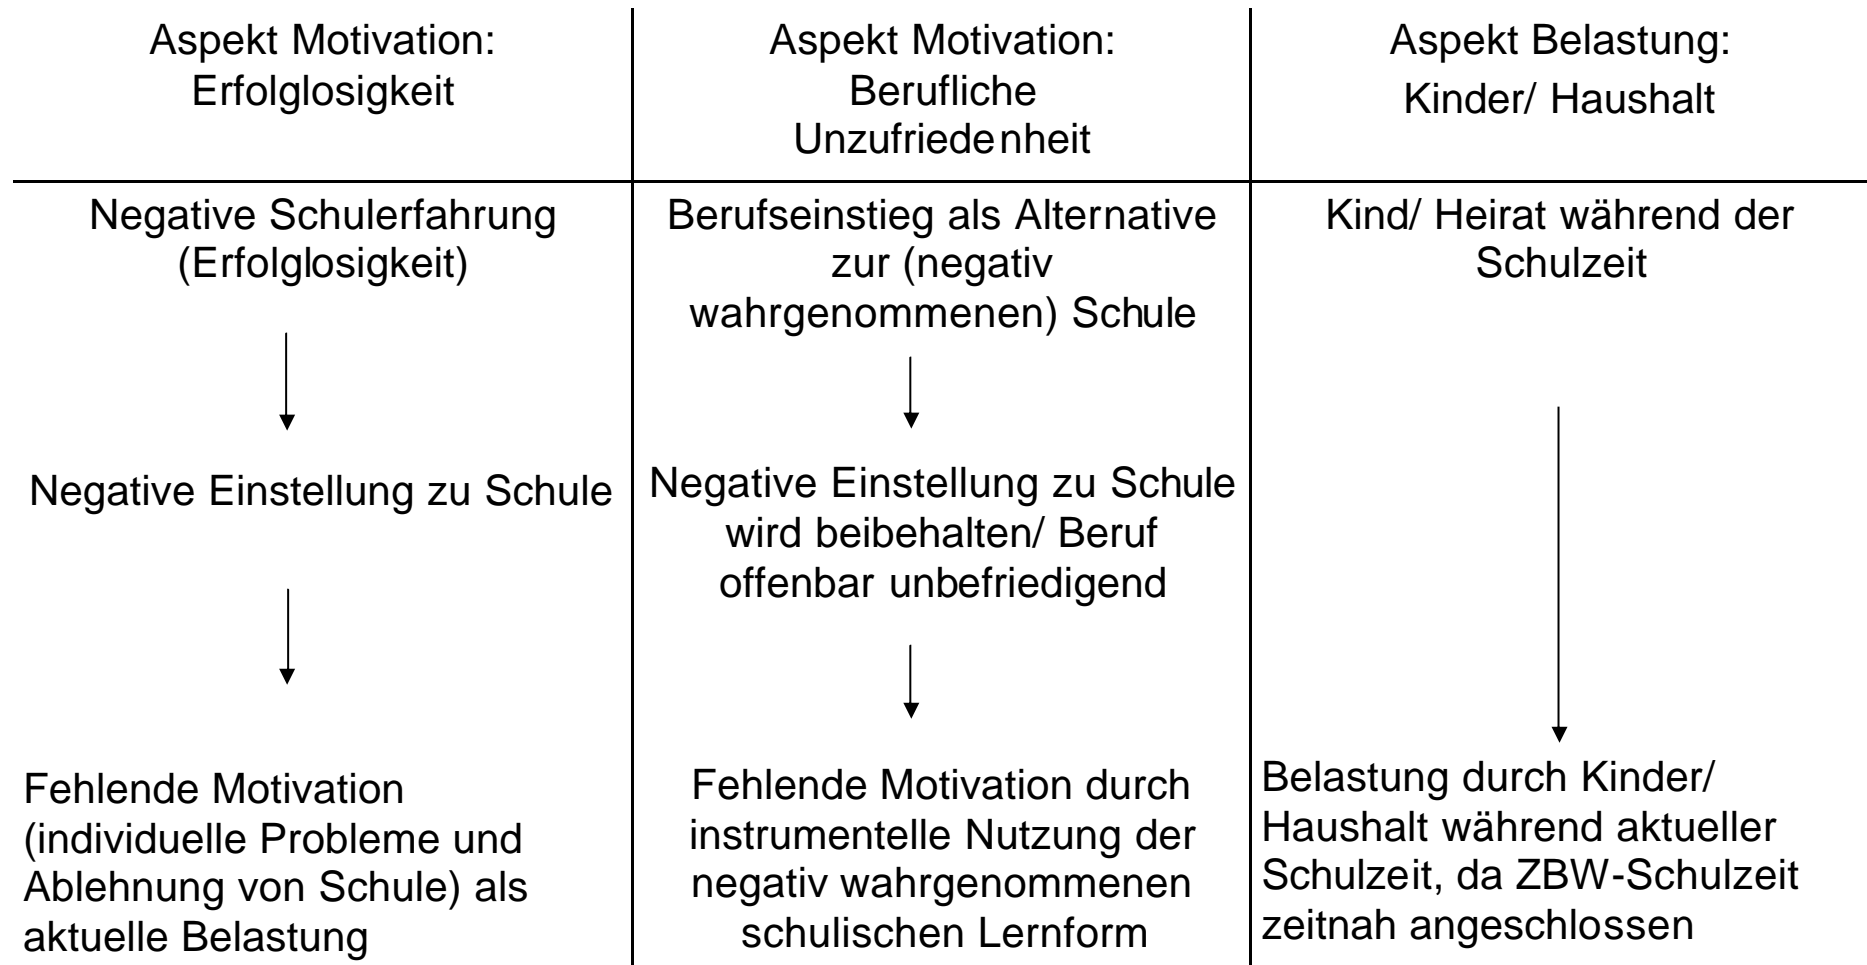 Aspekt Motivation:
Erfolglosigkeit
Aspekt Motivation:
Berufliche
Unzufriedenheit
Aspekt Belastung:
Kinder/ Haushalt
Negative Schulerfahrung
(Erfolglosigkeit)
Negative Einstellung zu Schule
Fehlende Motivation
(individuelle Probleme und
Ablehnung von Schule) als
aktuelle Belastung
Berufseinstieg als Alternative
zur (negativ
wahrgenommenen) Schule
Negative Einstellung zu Schule
wird beibehalten/ Beruf
offenbar unbefriedigend
Fehlende Motivation durch
instrumentelle Nutzung der
negativ wahrgenommenen
schulischen Lernform
Kind/ Heirat während der
Schulzeit
Belastung durch Kinder/
Haushalt während aktueller
Schulzeit, da ZBW-Schulzeit
zeitnah angeschlossen